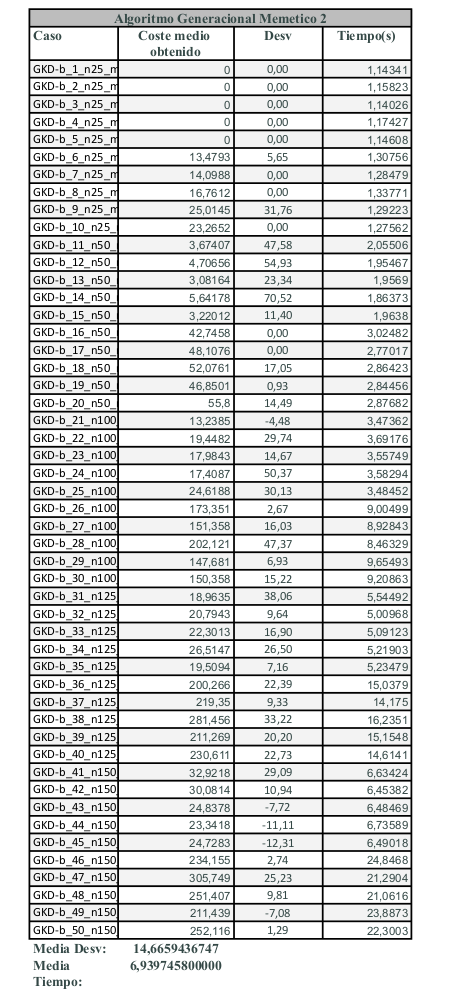 Algoritmo Generacional Memetico 2
Caso Coste medio obtenido Desv Tiempo(s)
GKD-b_1_n25_m 0 0,00 1,14341
GKD-b_2_n25_m 0 0,00 1,15823
GKD-b_3_n25_m 0 0,00 1,14026
GKD-b_4_n25_m 0 0,00 1,17427
GKD-b_5_n25_m 0 0,00 1,14608
GKD-b_6_n25_m 13,4793 5,65 1,30756
GKD-b_7_n25_m 14,0988 0,00 1,28479
GKD-b_8_n25_m 16,7612 0,00 1,33771
GKD-b_9_n25_m 25,0145 31,76 1,29223
GKD-b_10_n25_ 23,2652 0,00 1,27562
GKD-b_11_n50_ 3,67407 47,58 2,05506
GKD-b_12_n50_ 4,70656 54,93 1,95467
GKD-b_13_n50_ 3,08164 23,34 1,9569
GKD-b_14_n50_ 5,64178 70,52 1,86373
GKD-b_15_n50_ 3,22012 11,40 1,9638
GKD-b_16_n50_ 42,7458 0,00 3,02482
GKD-b_17_n50_ 48,1076 0,00 2,77017
GKD-b_18_n50_ 52,0761 17,05 2,86423
GKD-b_19_n50_ 46,8501 0,93 2,84456
GKD-b_20_n50_ 55,8 14,49 2,87682
GKD-b_21_n100 13,2385 -4,48 3,47362
GKD-b_22_n100 19,4482 29,74 3,69176
GKD-b_23_n100 17,9843 14,67 3,55749
GKD-b_24_n100 17,4087 50,37 3,58294
GKD-b_25_n100 24,6188 30,13 3,48452
GKD-b_26_n100 173,351 2,67 9,00499
GKD-b_27_n100 151,358 16,03 8,92843
GKD-b_28_n100 202,121 47,37 8,46329
GKD-b_29_n100 147,681 6,93 9,65493
GKD-b_30_n100 150,358 15,22 9,20863
GKD-b_31_n125 18,9635 38,06 5,54492
GKD-b_32_n125 20,7943 9,64 5,00968
GKD-b_33_n125 22,3013 16,90 5,09123
GKD-b_34_n125 26,5147 26,50 5,21903
GKD-b_35_n125 19,5094 7,16 5,23479
GKD-b_36_n125 200,266 22,39 15,0379
GKD-b_37_n125 219,35 9,33 14,175
GKD-b_38_n125 281,456 33,22 16,2351
GKD-b_39_n125 211,269 20,20 15,1548
GKD-b_40_n125 230,611 22,73 14,6141
GKD-b_41_n150 32,9218 29,09 6,63424
GKD-b_42_n150 30,0814 10,94 6,45382
GKD-b_43_n150 24,8378 -7,72 6,48469
GKD-b_44_n150 23,3418 -11,11 6,73589
GKD-b_45_n150 24,7283 -12,31 6,49018
GKD-b_46_n150 234,155 2,74 24,8468
GKD-b_47_n150 305,749 25,23 21,2904
GKD-b_48_n150 251,407 9,81 21,0616
GKD-b_49_n150 211,439 -7,08 23,8873
GKD-b_50_n150 252,116 1,29 22,3003
Media Desv: 14,6659436747
Media Tiempo: 6,939745800000